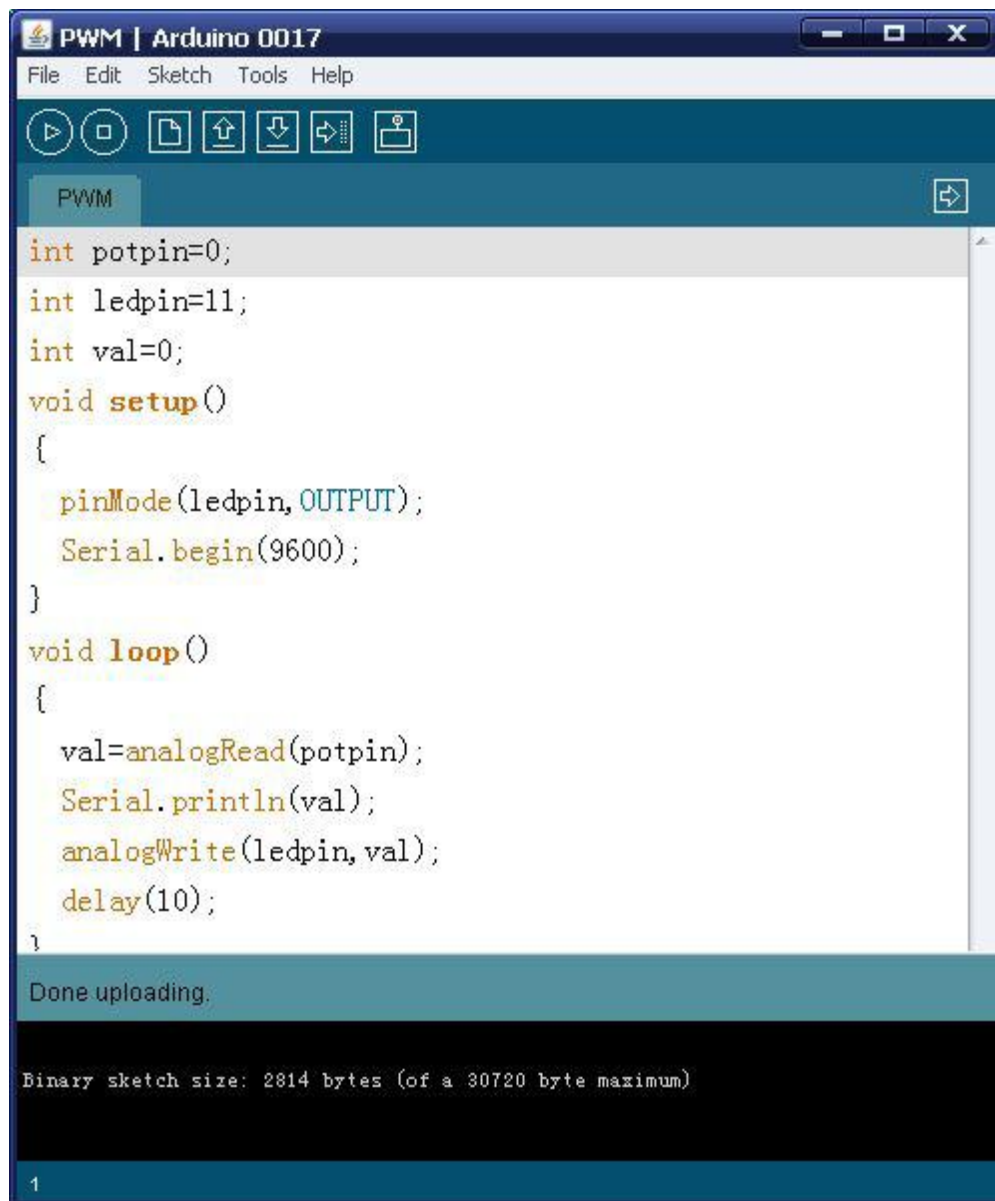 PWM | Arduino 0017
File Edit Sketch Tools Help
PWM
int potpin=0;
int ledpin=11;
int val=0;
void setup()
{
pinMode(ledpin,OUTPUT);
Serial.begin(9600);
}
void loop()
{
val=analogRead(potpin);
Serial.println(val);
analogWrite(ledpin,val);
delay(10);
}
Done uploading.
Binary sketch size: 2814 bytes (of a 30720 byte maximum)
1